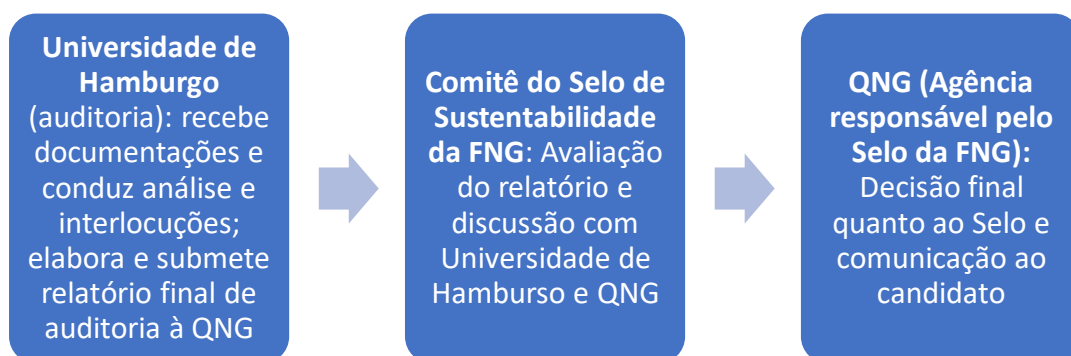 Universidade de
Hamburgo
(auditoria): recebe
documentações e
conduz análise e
interlocuções;
elabora e submete
relatório final de
auditoria à QNG
Comitê do Selo de
Sustentabilidade
da FNG: Avaliação
do relatório e
discussão com
Universidade de
Hamburso e QNG
QNG (Agência
responsável pelo
Selo da FNG):
Decisão final
quanto ao Selo e
comunicação ao
candidato